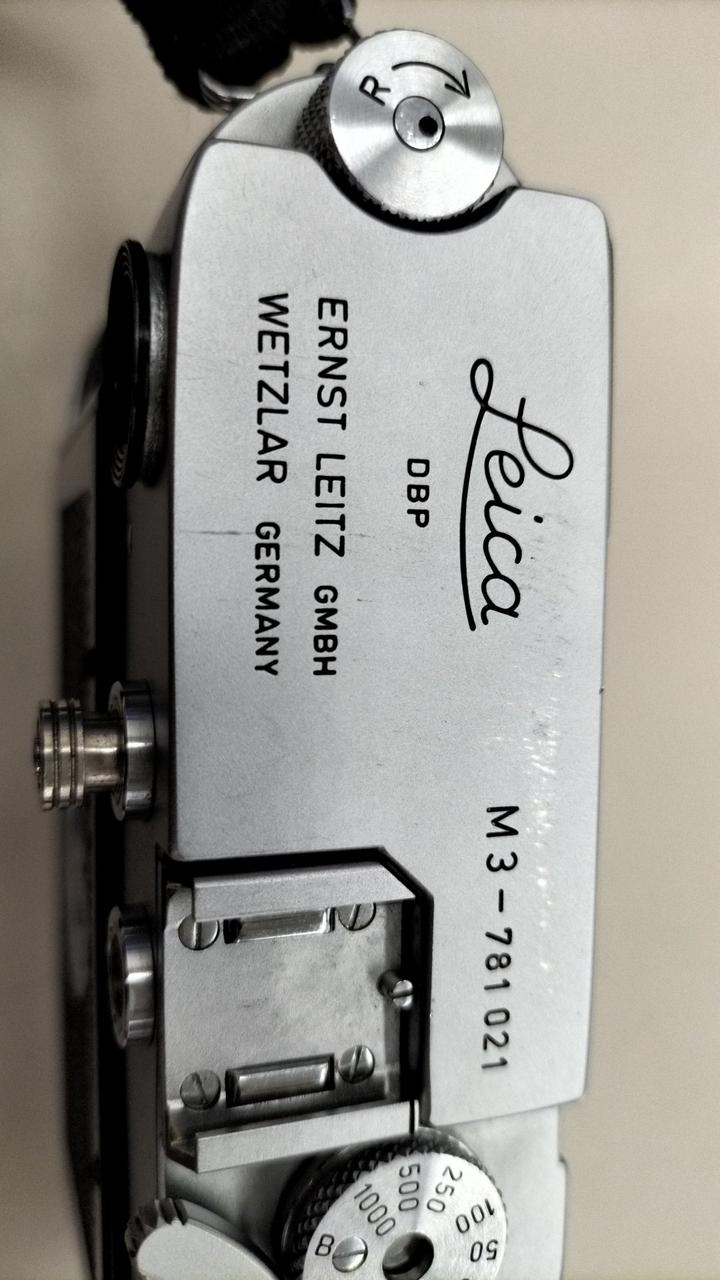 R
Leica
DBP
ERNST LEITZ GMBH
WETZLAR GERMANY
M3-781021
B
1000
500
250
100
50